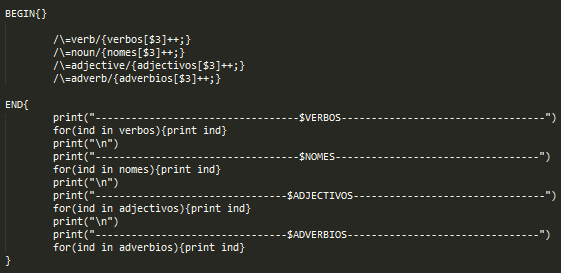 BEGIN{}
/\=verb/{verbos[$3]++;}
/\=noun/{nomes[$3]++;}
/\=adjective/{adjectivos[$3]++;}
/\=adverb/{adverbios[$3]++;}
END{
print("----------------------------------$VERBOS----------------------------------")
for(ind in verbos){print ind}
print("\n")
print("----------------------------------$NOMES----------------------------------")
for(ind in nomes){print ind}
print("\n")
print("--------------------------------$ADJECTIVOS--------------------------------")
for(ind in adjectivos){print ind}
print("\n")
print("--------------------------------$ADVERBIOS--------------------------------")
for(ind in adverbios){print ind}
}